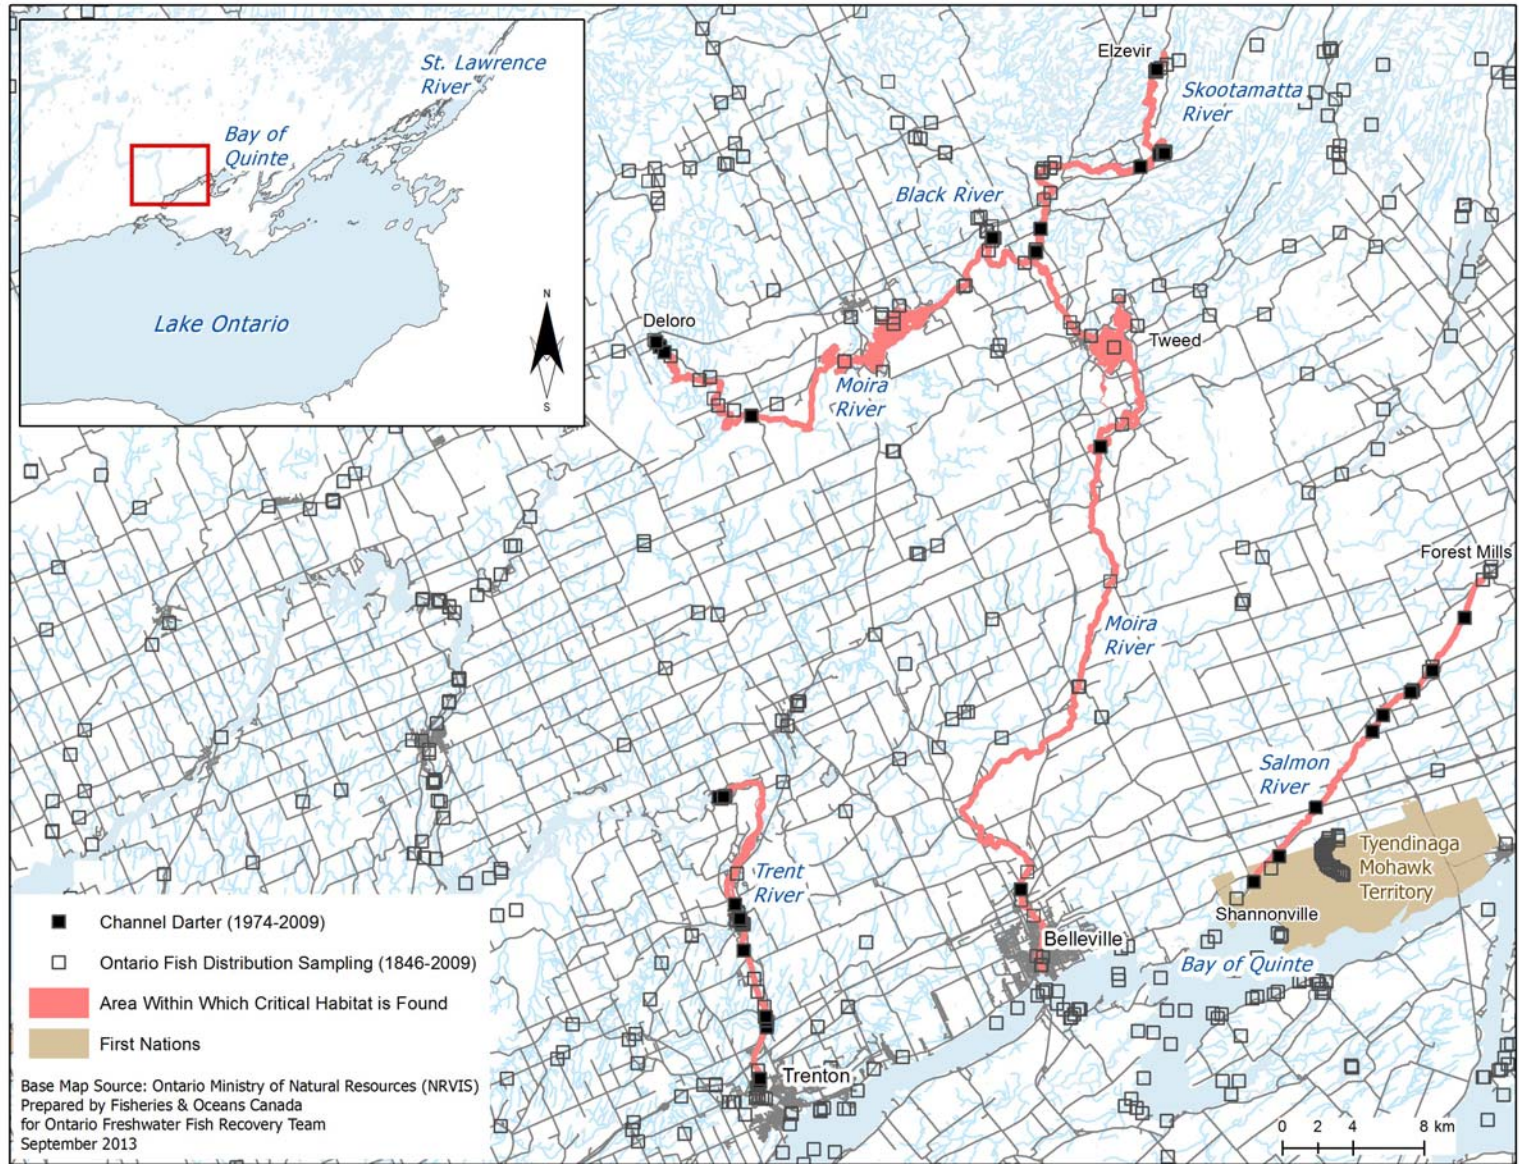 St. Lawrence
River
Bay of
Quinte
Lake Ontario
N
S
Elzevir
Skootamatta
River
Black River
Deloro
Tweed
Moira
River
Forest Mills
Moira
River
Salmon
River
Tyendinaga
Mohawk
Territory
Trent
River
Shannonville
Belleville
Bay of Quinte
Trenton
Channel Darter (1974-2009)
Ontario Fish Distribution Sampling (1846-2009)
Area Within Which Critical Habitat is Found
First Nations
Base Map Source: Ontario Ministry of Natural Resources (NRVIS)
Prepared by Fisheries & Oceans Canada
for Ontario Freshwater Fish Recovery Team
September 2013
0 2 4 8 km